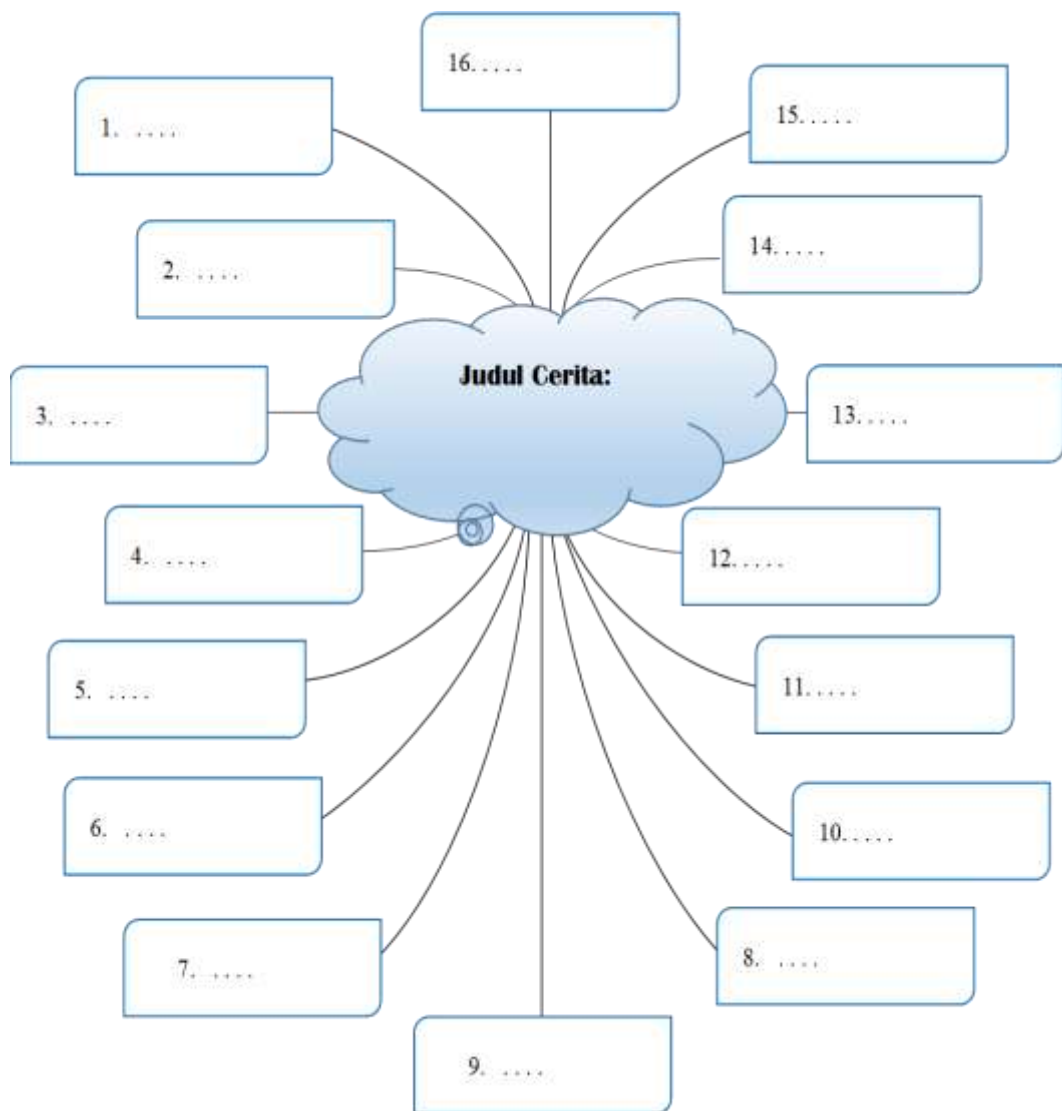 16. . . . .
1. . . . .
15. . . . .
2. . . . .
14. . . . .
Judul Cerita:
3. . . . .
13. . . . .
4. . . . .
12. . . . .
5. . . . .
11. . . . .
6. . . . .
10. . . . .
7. . . . .
8. . . . .
9. . . . .